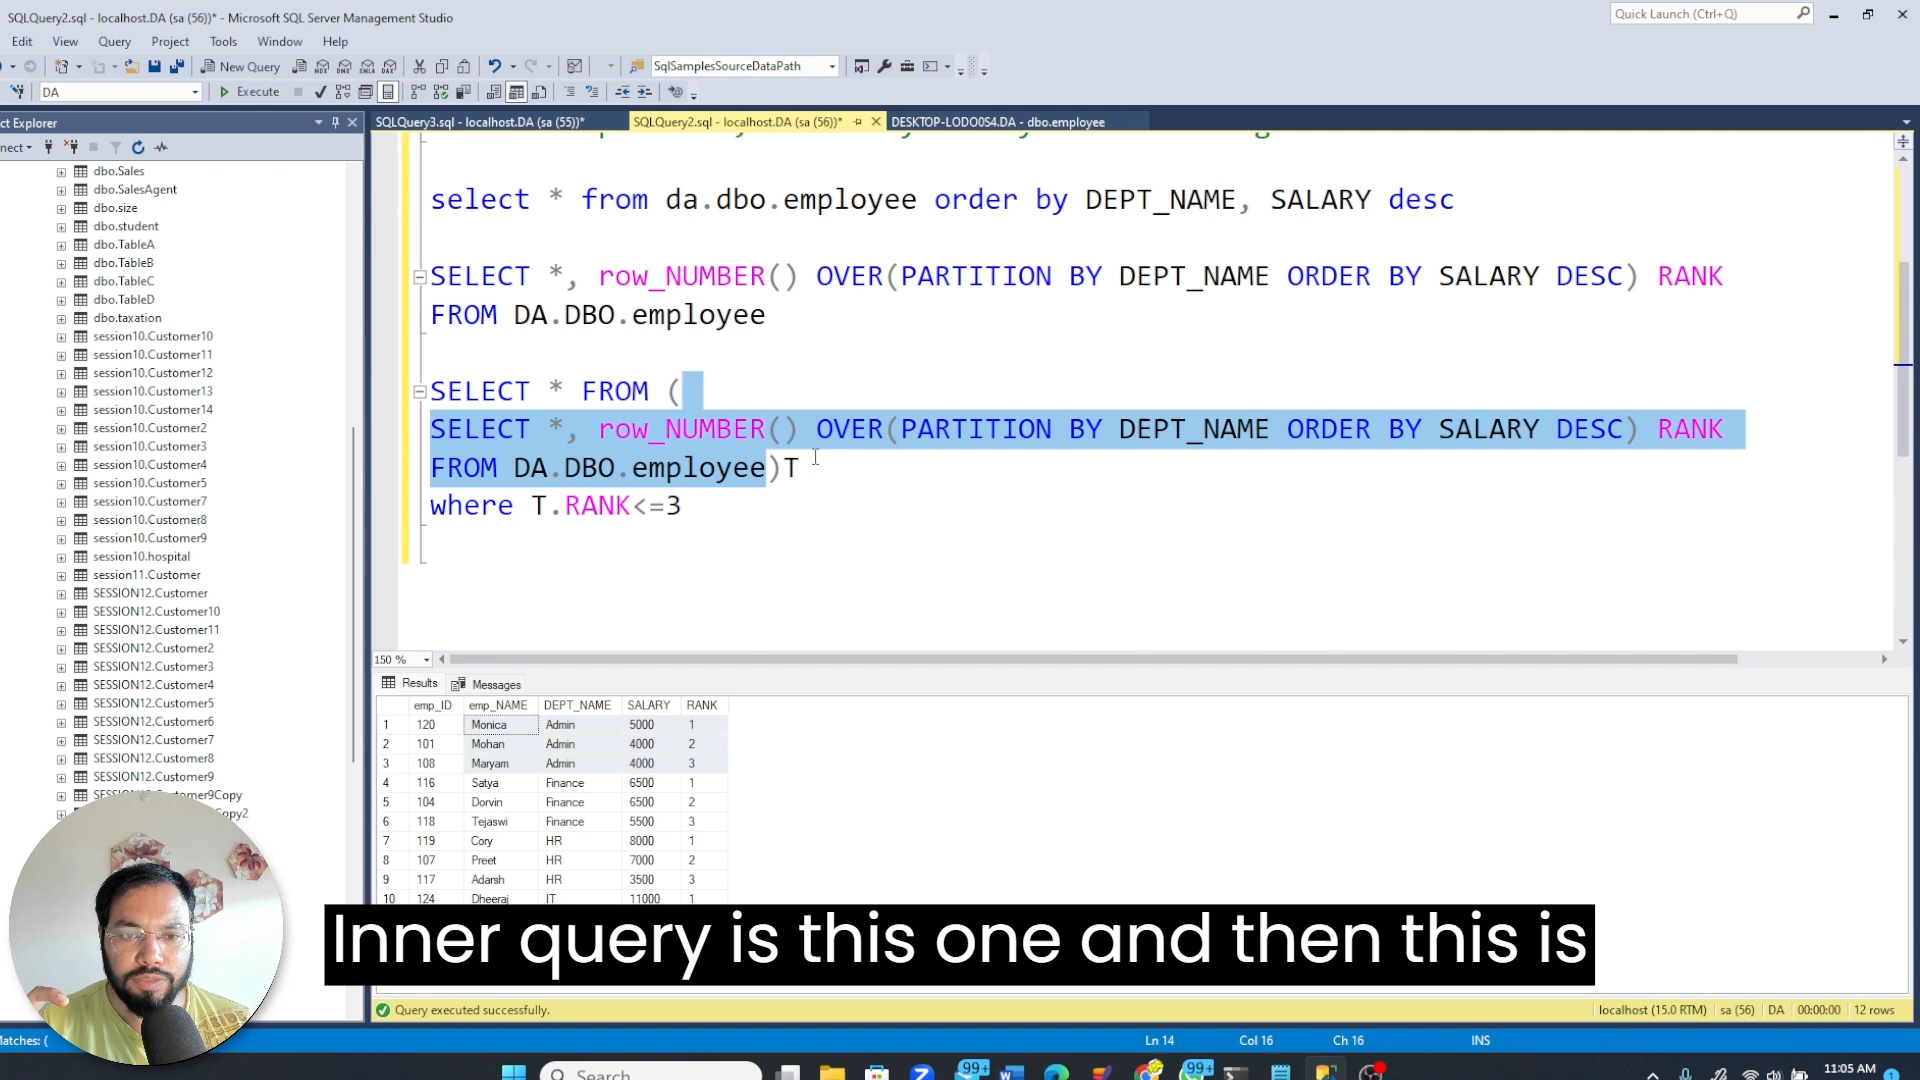 SQLQuery2.sql - localhost.DA (sa (56))* - Microsoft SQL Server Management Studio
Quick Launch (Ctrl+Q)
Edit View Query Project Tools Window Help
New Query
SqlSamplesSourceDataPath
DA
Execute
ct Explorer
SQLQuery3.sql - localhost.DA (sa (55))*
SQLQuery2.sql - localhost.DA (sa (56))*
DESKTOP-LODO0S4.DA - dbo.employee
nect
dbo.Sales
dbo.SalesAgent
dbo.size
dbo.student
dbo.TableA
dbo.TableB
dbo.TableC
dbo.TableD
dbo.taxation
session10.Customer10
session10.Customer11
session10.Customer12
session10.Customer13
session10.Customer14
session10.Customer2
session10.Customer3
session10.Customer4
session10.Customer5
session10.Customer7
session10.Customer8
session10.Customer9
session10.hospital
session11.Customer
SESSION12.Customer
SESSION12.Customer10
SESSION12.Customer11
SESSION12.Customer2
SESSION12.Customer3
SESSION12.Customer4
SESSION12.Customer5
SESSION12.Customer6
SESSION12.Customer7
SESSION12.Customer8
SESSION12.Customer9
tomer9Copy
opy2
select * from da.dbo.employee order by DEPT_NAME, SALARY desc
SELECT *, row_NUMBER() OVER(PARTITION BY DEPT_NAME ORDER BY SALARY DESC) RANK
FROM DA.DBO.employee
SELECT * FROM (
SELECT *, row_NUMBER() OVER(PARTITION BY DEPT_NAME ORDER BY SALARY DESC) RANK
FROM DA.DBO.employee)T
where T.RANK<=3
150 %
Results Messages
emp_ID emp_NAME DEPT_NAME SALARY RANK
1 120 Monica Admin 5000 1
2 101 Mohan Admin 4000 2
3 108 Maryam Admin 4000 3
4 116 Satya Finance 6500 1
5 104 Dorvin Finance 6500 2
6 118 Tejaswi Finance 5500 3
7 119 Cory HR 8000 1
8 107 Preet HR 7000 2
9 117 Adarsh HR 3500 3
10 124 Dheeraj IT 11000 1
Inner query is this one and then this is
Query executed successfully.
localhost (15.0 RTM) sa (56) DA 00:00:00 12 rows
latches: (
Ln 14 Col 16 Ch 16 INS
Search
99+
99+
11:05 AM